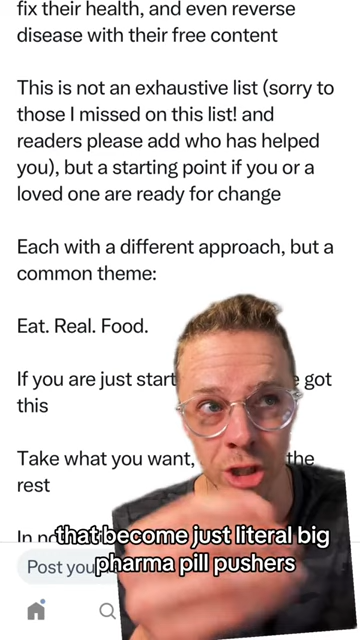 fix their health, and even reverse
disease with their free content
This is not an exhaustive list (sorry to
those I missed on this list! and
readers please add who has helped
you), but a starting point if you or a
loved one are ready for change
Each with a different approach, but a
common theme:
Eat. Real. Food.
If you are just start got
this
Take what you want, the
rest
In
that become just literal big
pharma pill pushers
Post you